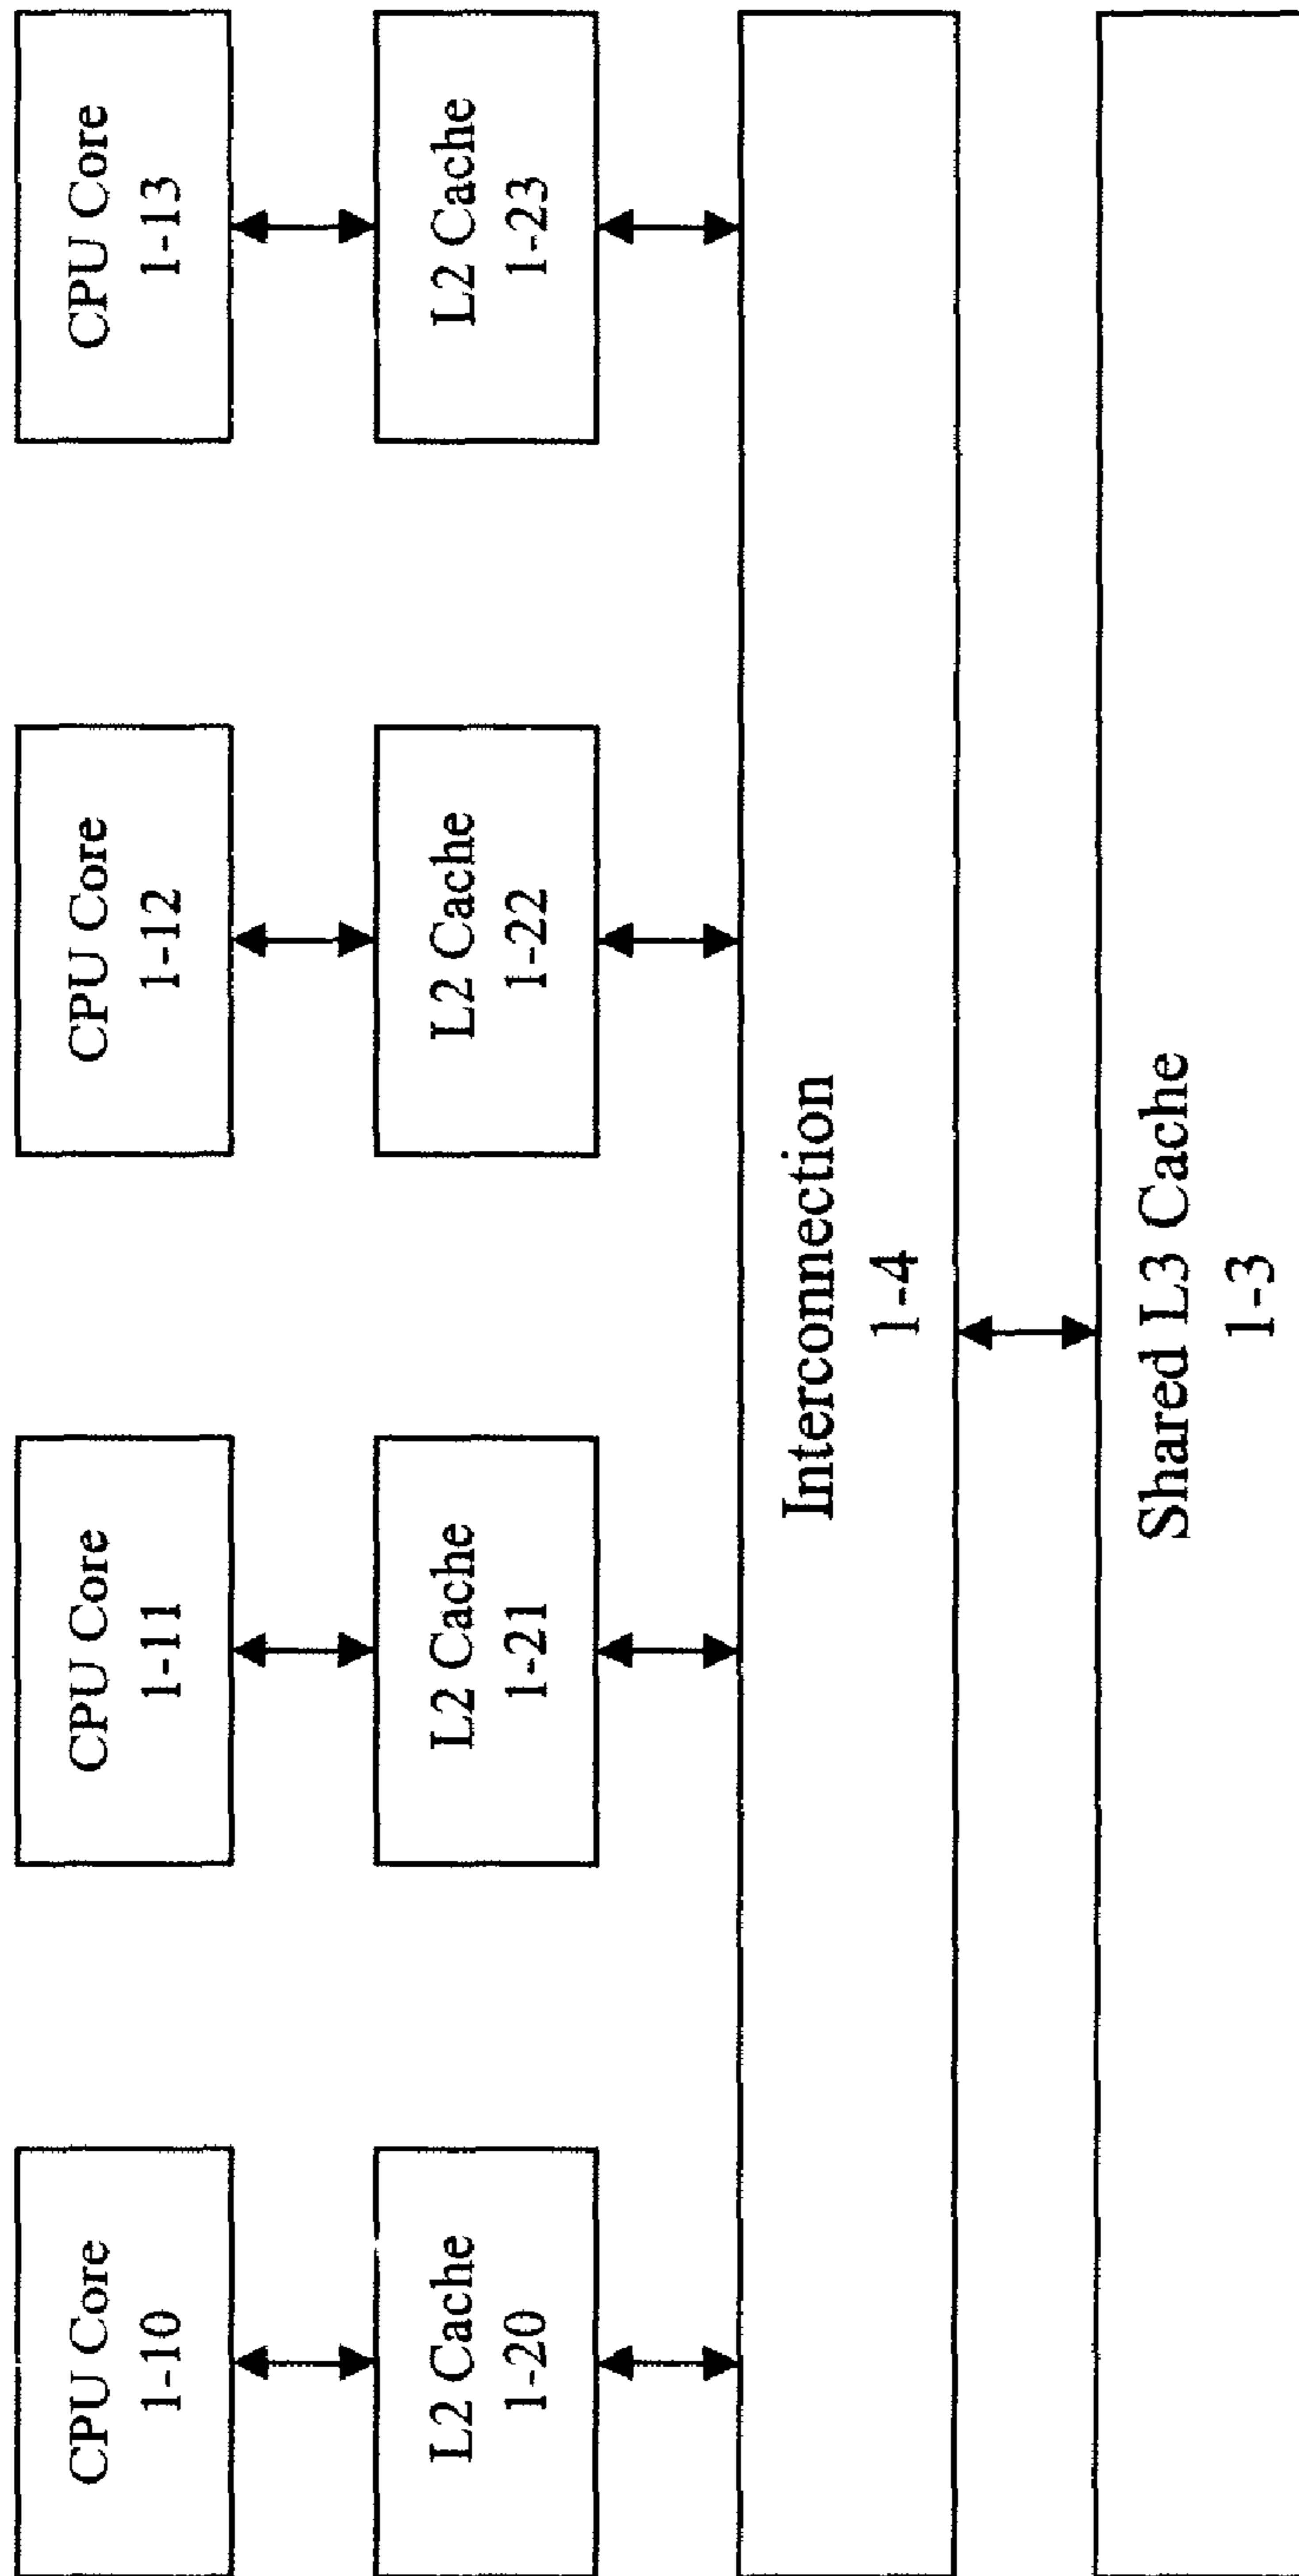 CPU Core
1-10
CPU Core
1-11
CPU Core
1-12
CPU Core
1-13
L2 Cache
1-20
L2 Cache
1-21
L2 Cache
1-22
L2 Cache
1-23
Interconnection
1-4
Shared L3 Cache
1-3